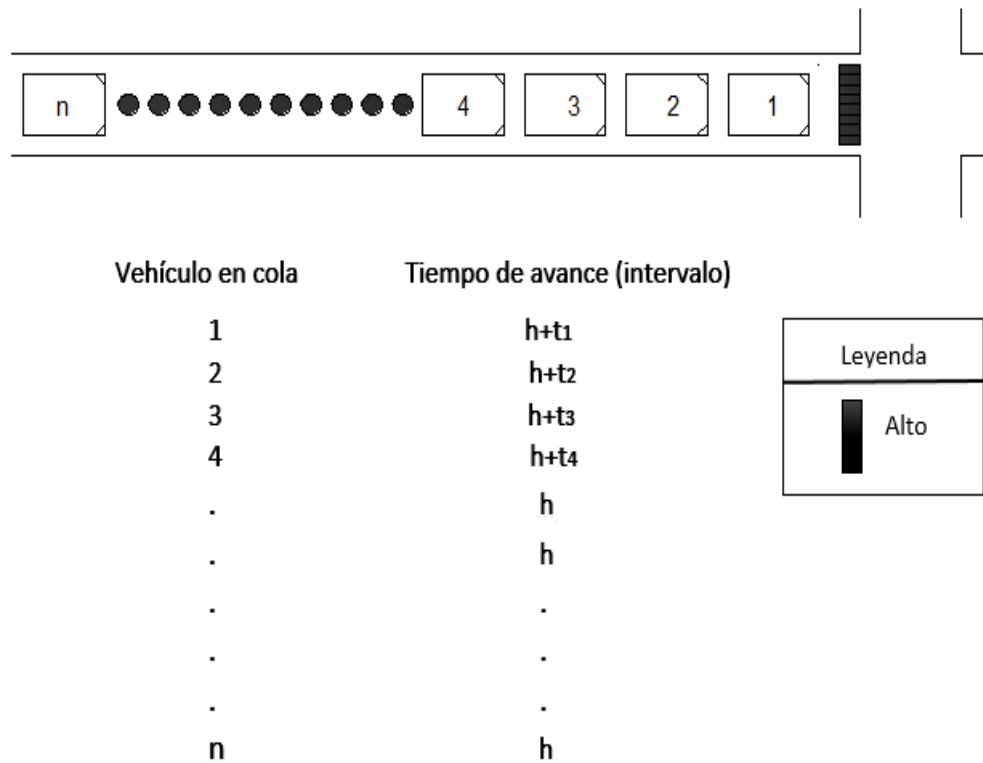 n 4 3 2 1
Vehículo en cola Tiempo de avance (intervalo)
1 h+t1
2 h+t2
3 h+t3
4 h+t4
. h
. h
. .
. .
. .
n h
Leyenda
Alto